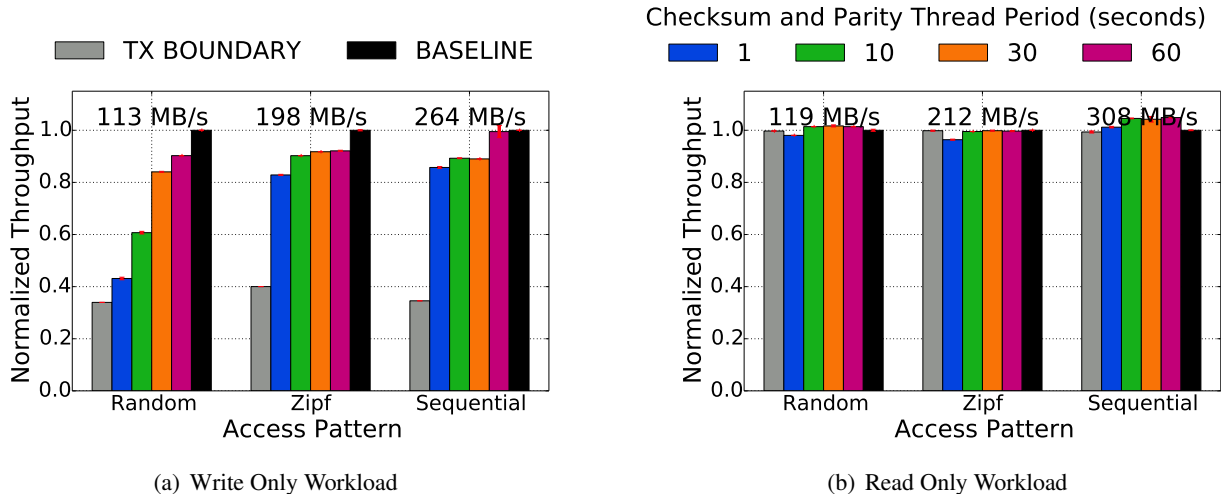 TX BOUNDARY BASELINE
113 MB/s 198 MB/s 264 MB/s
1.0
0.8
0.6
0.4
0.2
0.0
Normalized Throughput
Random Zipf Sequential
Access Pattern
(a) Write Only Workload
Checksum and Parity Thread Period (seconds)
1 10 30 60
119 MB/s 212 MB/s 308 MB/s
1.0
0.8
0.6
0.4
0.2
0.0
Normalized Throughput
Random Zipf Sequential
Access Pattern
(b) Read Only Workload